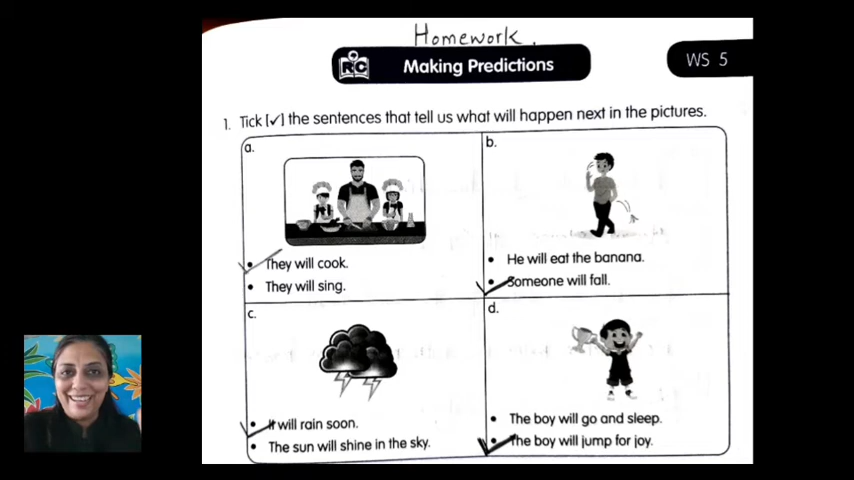 Homework.
RC Making Predictions
WS 5
1. Tick [✓] the sentences that tell us what will happen next in the pictures.
a.
• They will cook.
• They will sing.
b.
• He will eat the banana.
• Someone will fall.
c.
• It will rain soon.
• The sun will shine in the sky.
d.
• The boy will go and sleep.
• The boy will jump for joy.